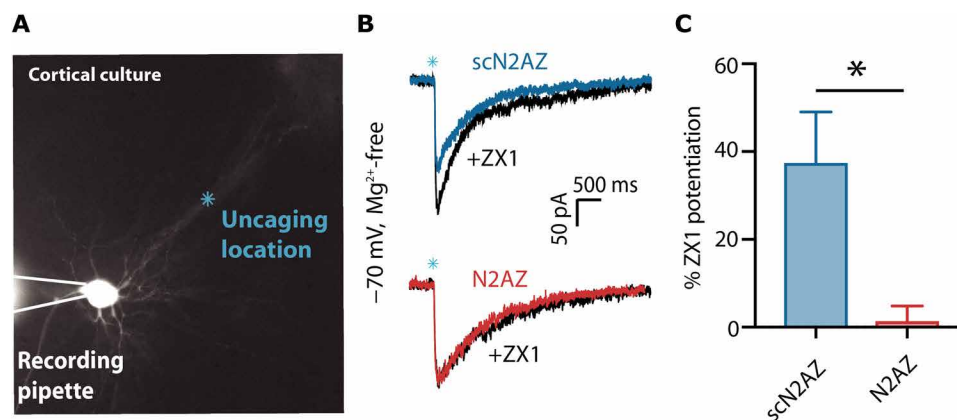 A
Cortical culture
*
Uncaging
location
Recording
pipette
B
−70 mV, Mg²⁺-free
*
scN2AZ
+ZX1
500 ms
50 pA
*
N2AZ
+ZX1
C
% ZX1 potentiation
60
40
20
0
*
scN2AZ
N2AZ